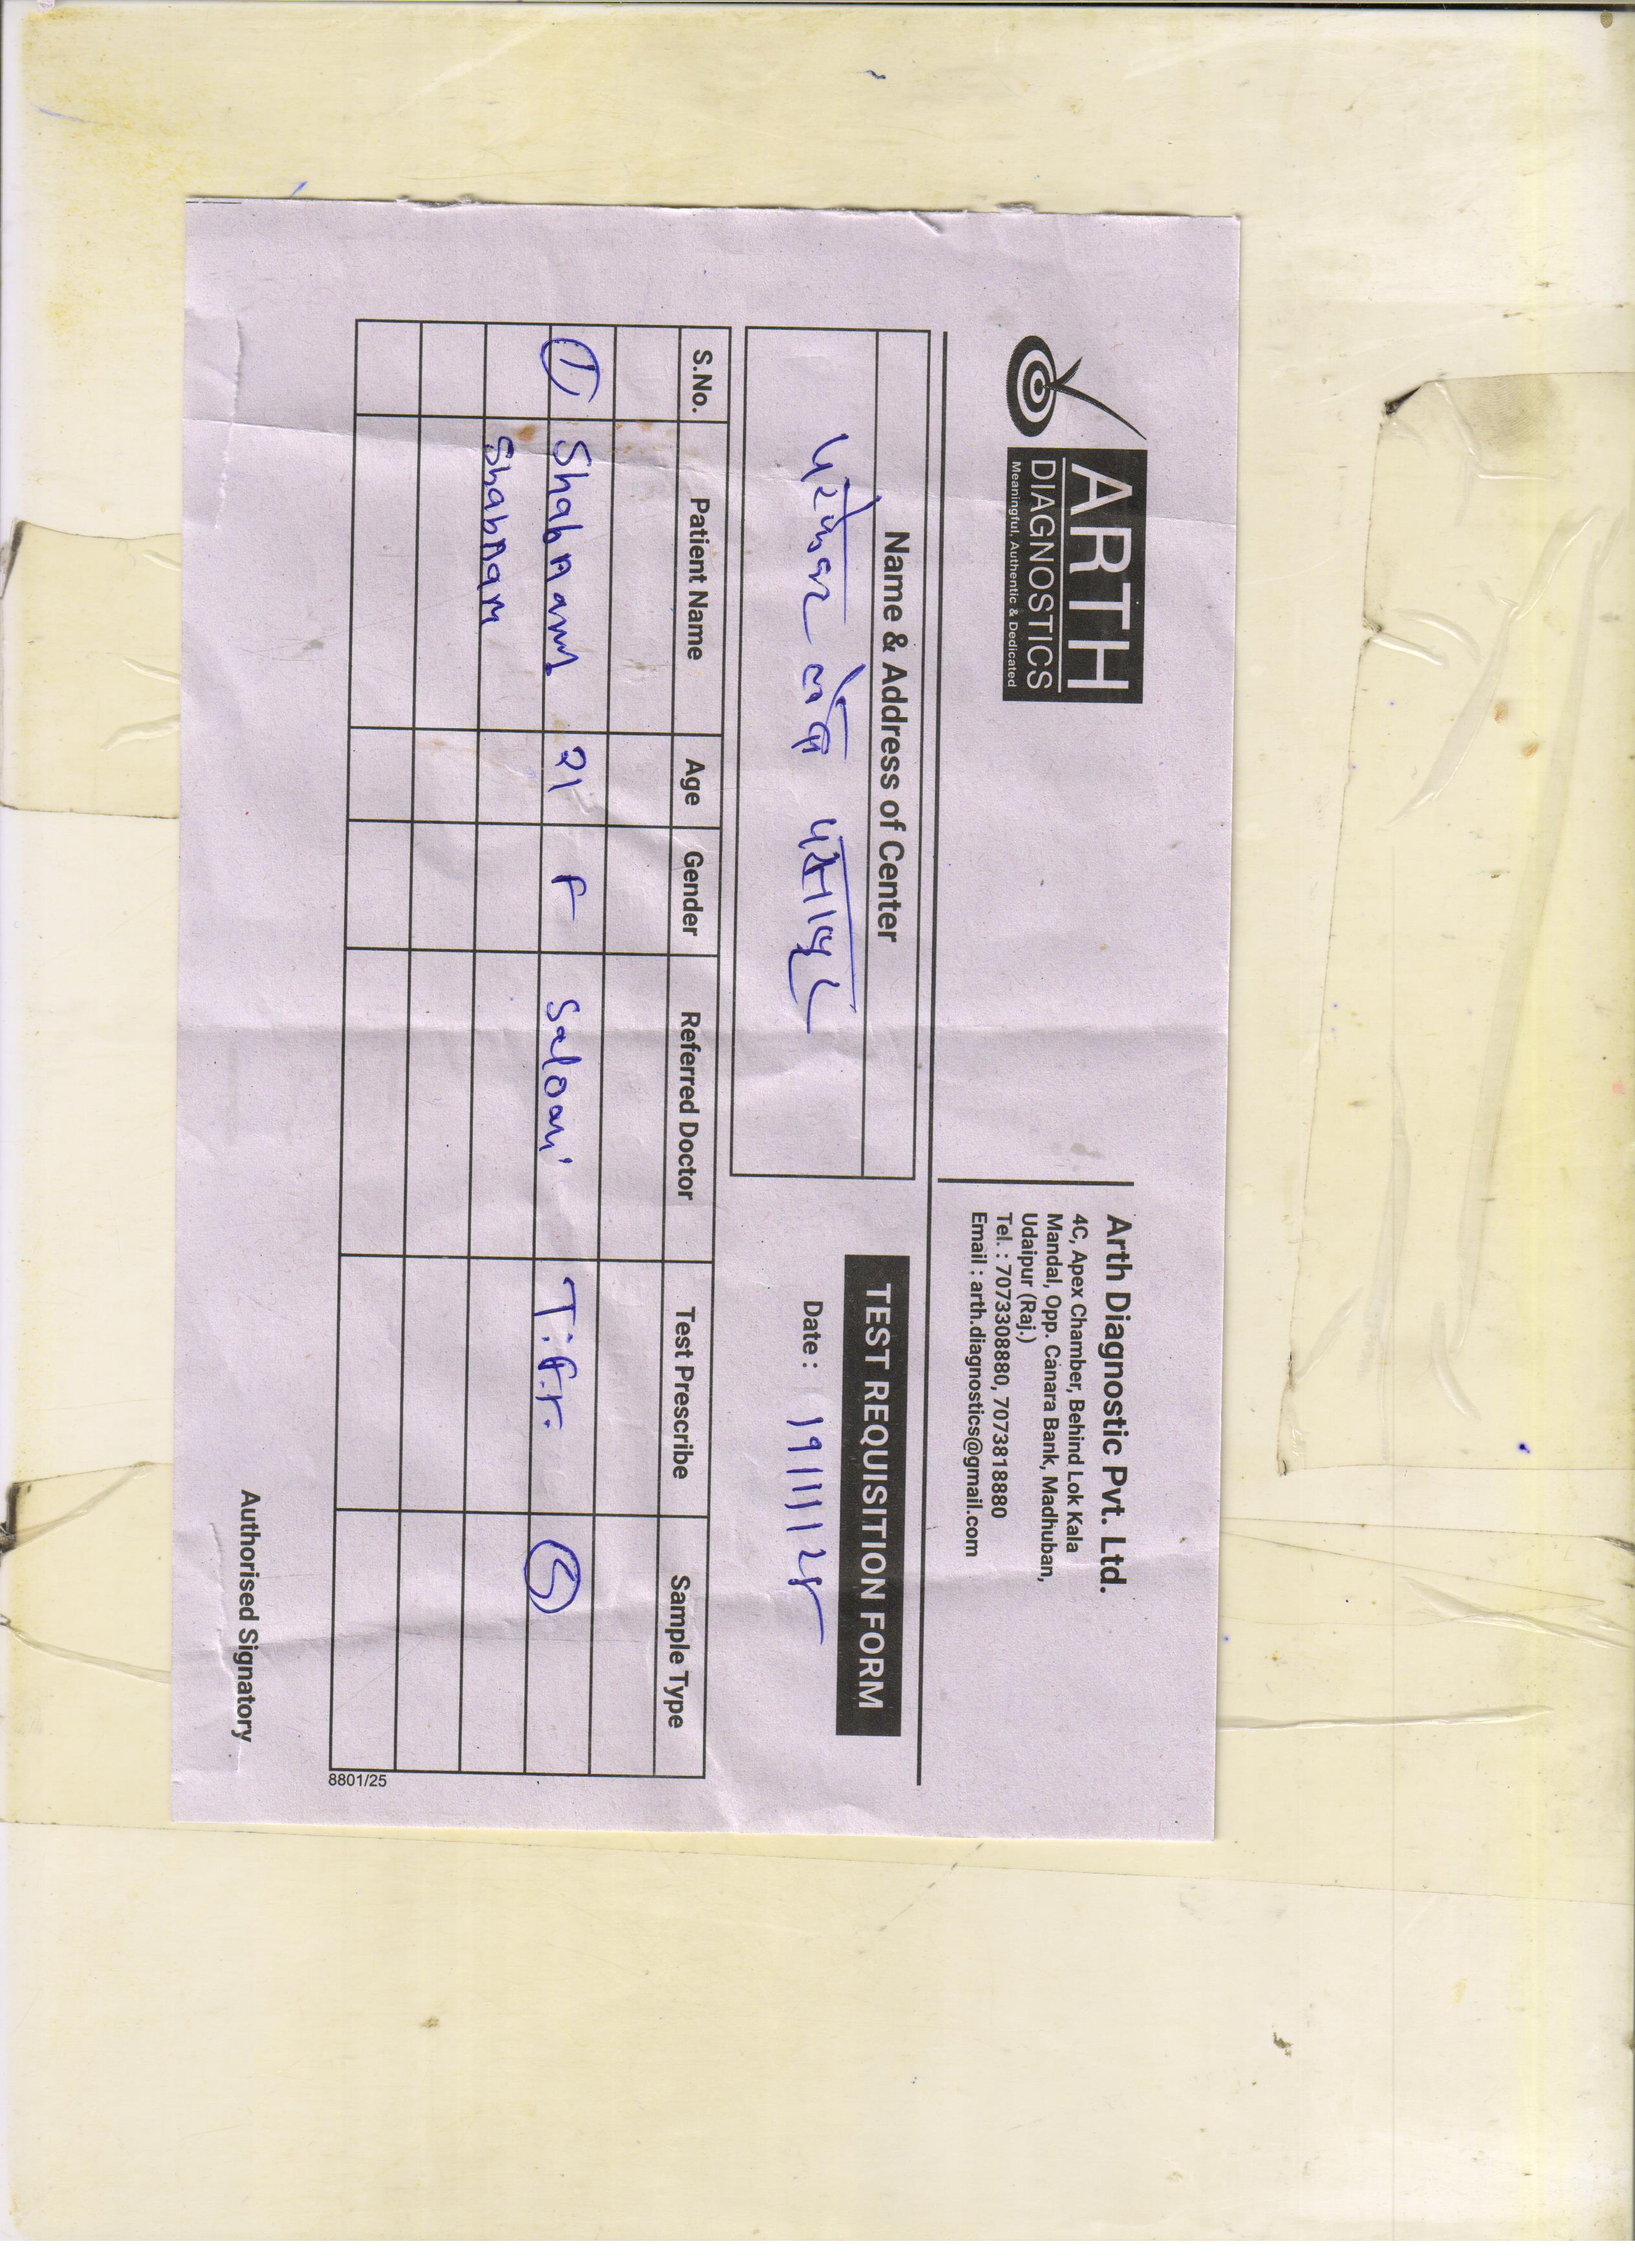 ARTH
DIAGNOSTICS
Meaningful, Authentic & Dedicated
Arth Diagnostic Pvt. Ltd.
4C, Apex Chamber, Behind Lok Kala
Mandal, Opp. Canara Bank, Madhuban,
Udaipur (Raj.)
Tel. : 7073308880, 7073818880
Email : arth.diagnostics@gmail.com
Name & Address of Center
TEST REQUISITION FORM
Date : 19/11/25
S.No. Patient Name Age Gender Referred Doctor Test Prescribe Sample Type
① Shabnam 21 F Saloni T.F.T. Ⓢ
Shabnam
8801/25
Authorised Signatory